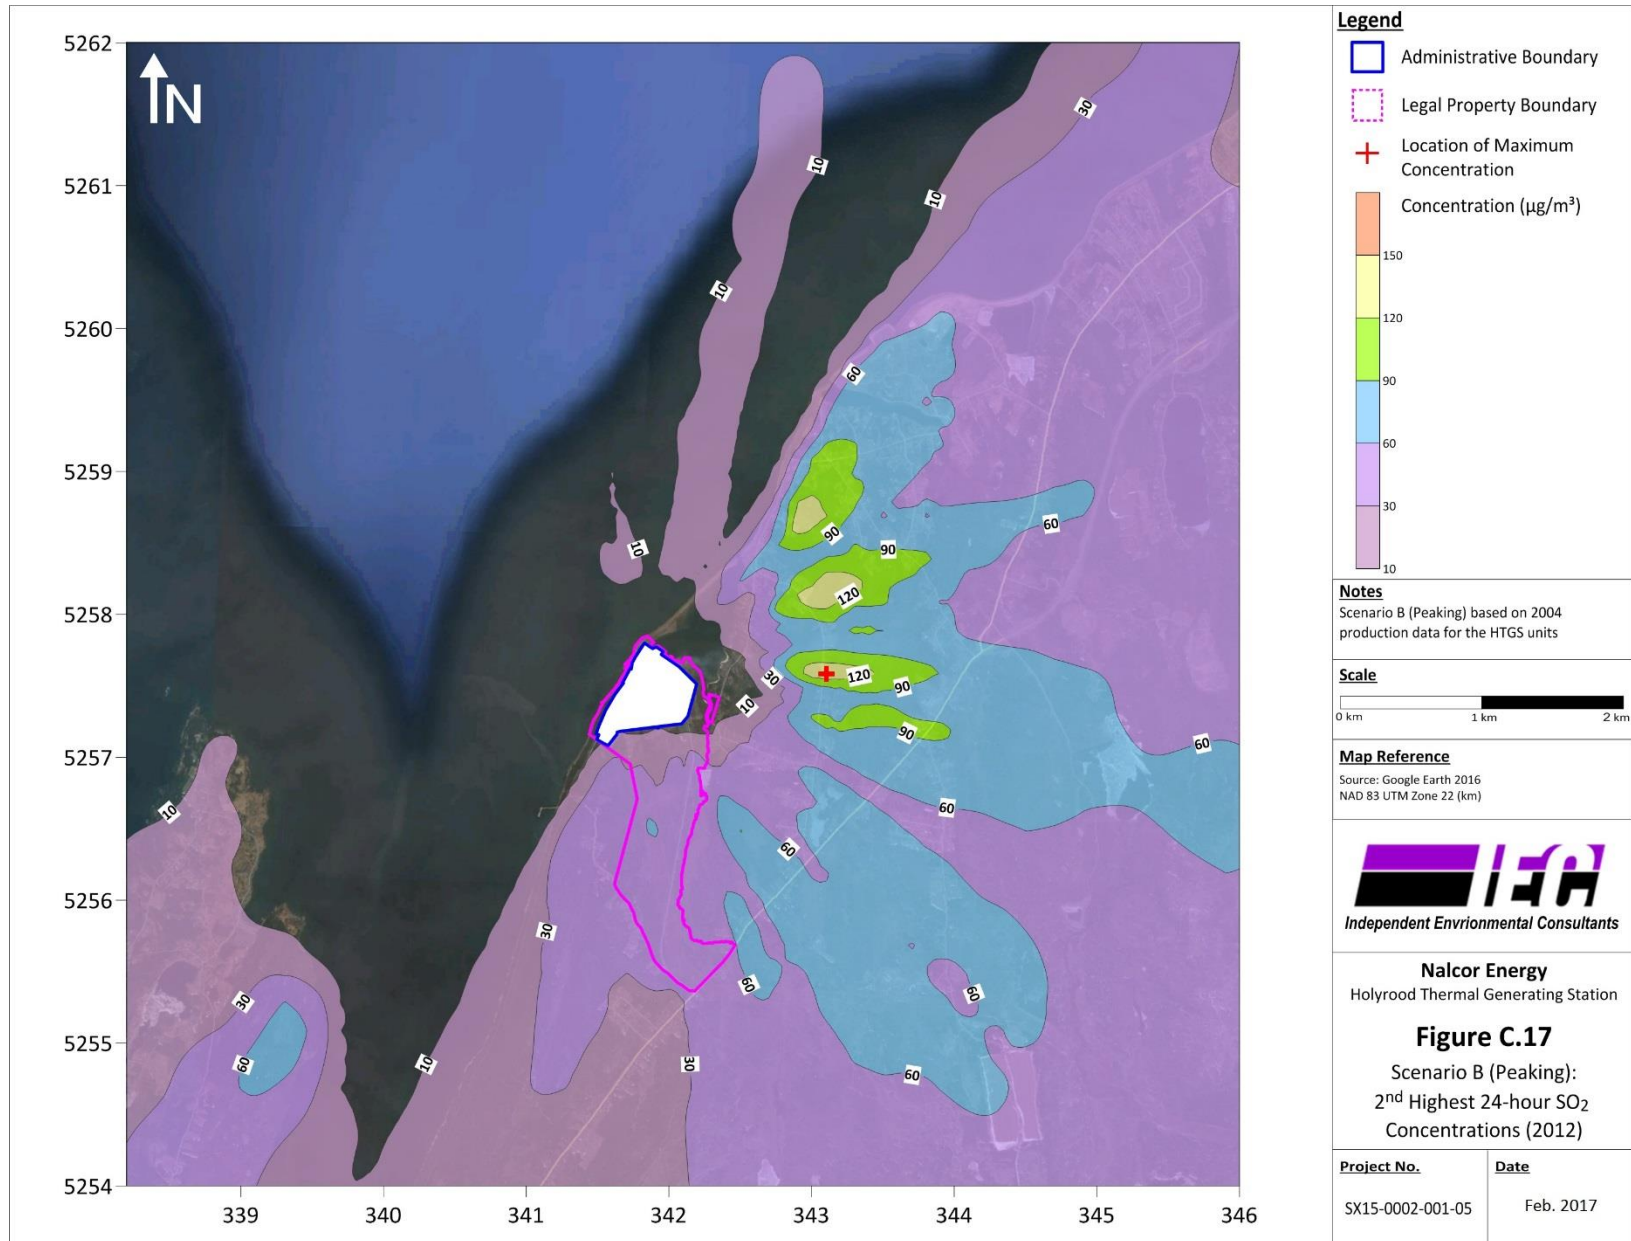 5262
5261
5260
5259
5258
5257
5256
5255
5254
339
340
341
342
343
344
345
346
N
10
10
10
30
10
60
60
90
90
120
10
30
120
90
10
90
60
60
60
10
30
60
60
30
60
10
30
60
Legend
Administrative Boundary
Legal Property Boundary
Location of Maximum
Concentration
Concentration (µg/m³)
150
120
90
60
30
10
Notes
Scenario B (Peaking) based on 2004
production data for the HTGS units
Scale
0 km 1 km 2 km
Map Reference
Source: Google Earth 2016
NAD 83 UTM Zone 22 (km)
IEC
Independent Envrionmental Consultants
Nalcor Energy
Holyrood Thermal Generating Station
Figure C.17
Scenario B (Peaking):
2nd Highest 24-hour SO2
Concentrations (2012)
Project No.
SX15-0002-001-05
Date
Feb. 2017